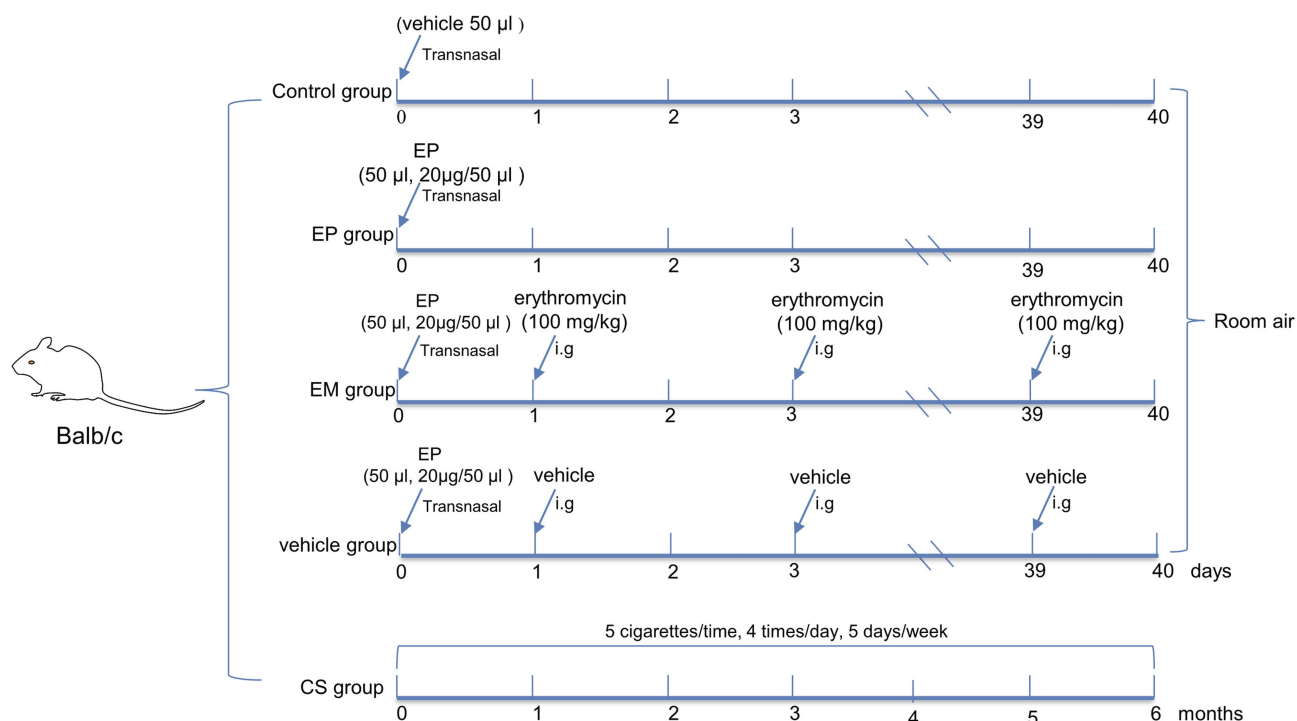 (vehicle 50 µl )
Transnasal
Control group
0 1 2 3 39 40
EP
(50 µl, 20µg/50 µl )
Transnasal
EP group
0 1 2 3 39 40
EP
(50 µl, 20µg/50 µl )
Transnasal
erythromycin
(100 mg/kg)
i.g
erythromycin
(100 mg/kg)
i.g
erythromycin
(100 mg/kg)
i.g
EM group
0 1 2 3 39 40
Room air
Balb/c
EP
(50 µl, 20µg/50 µl )
Transnasal
vehicle
i.g
vehicle
i.g
vehicle
i.g
vehicle group
0 1 2 3 39 40 days
5 cigarettes/time, 4 times/day, 5 days/week
CS group
0 1 2 3 4 5 6 months